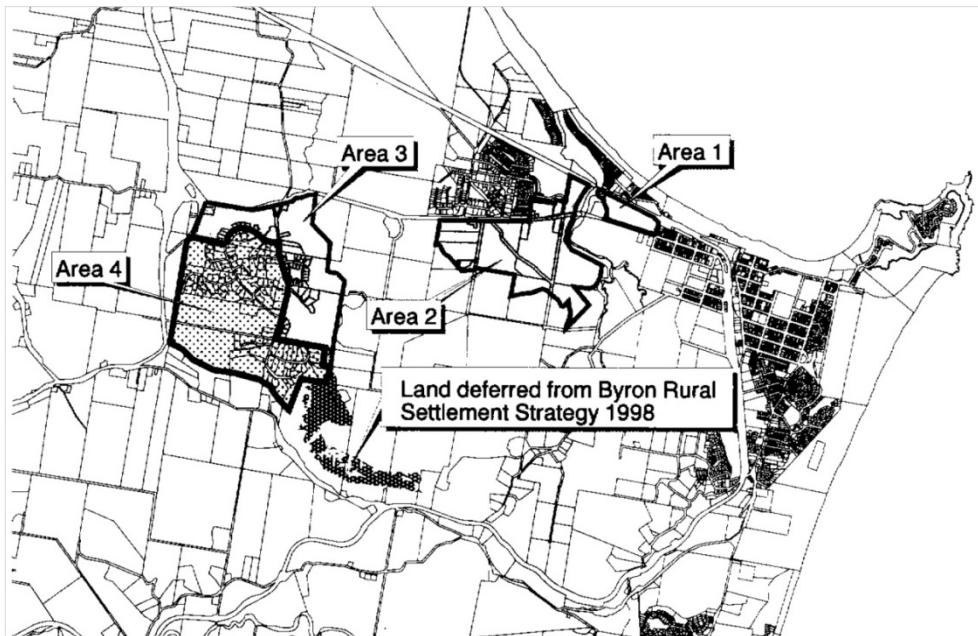 Area 1
Area 3
Area 4
Area 2
Land deferred from Byron Rural
Settlement Strategy 1998